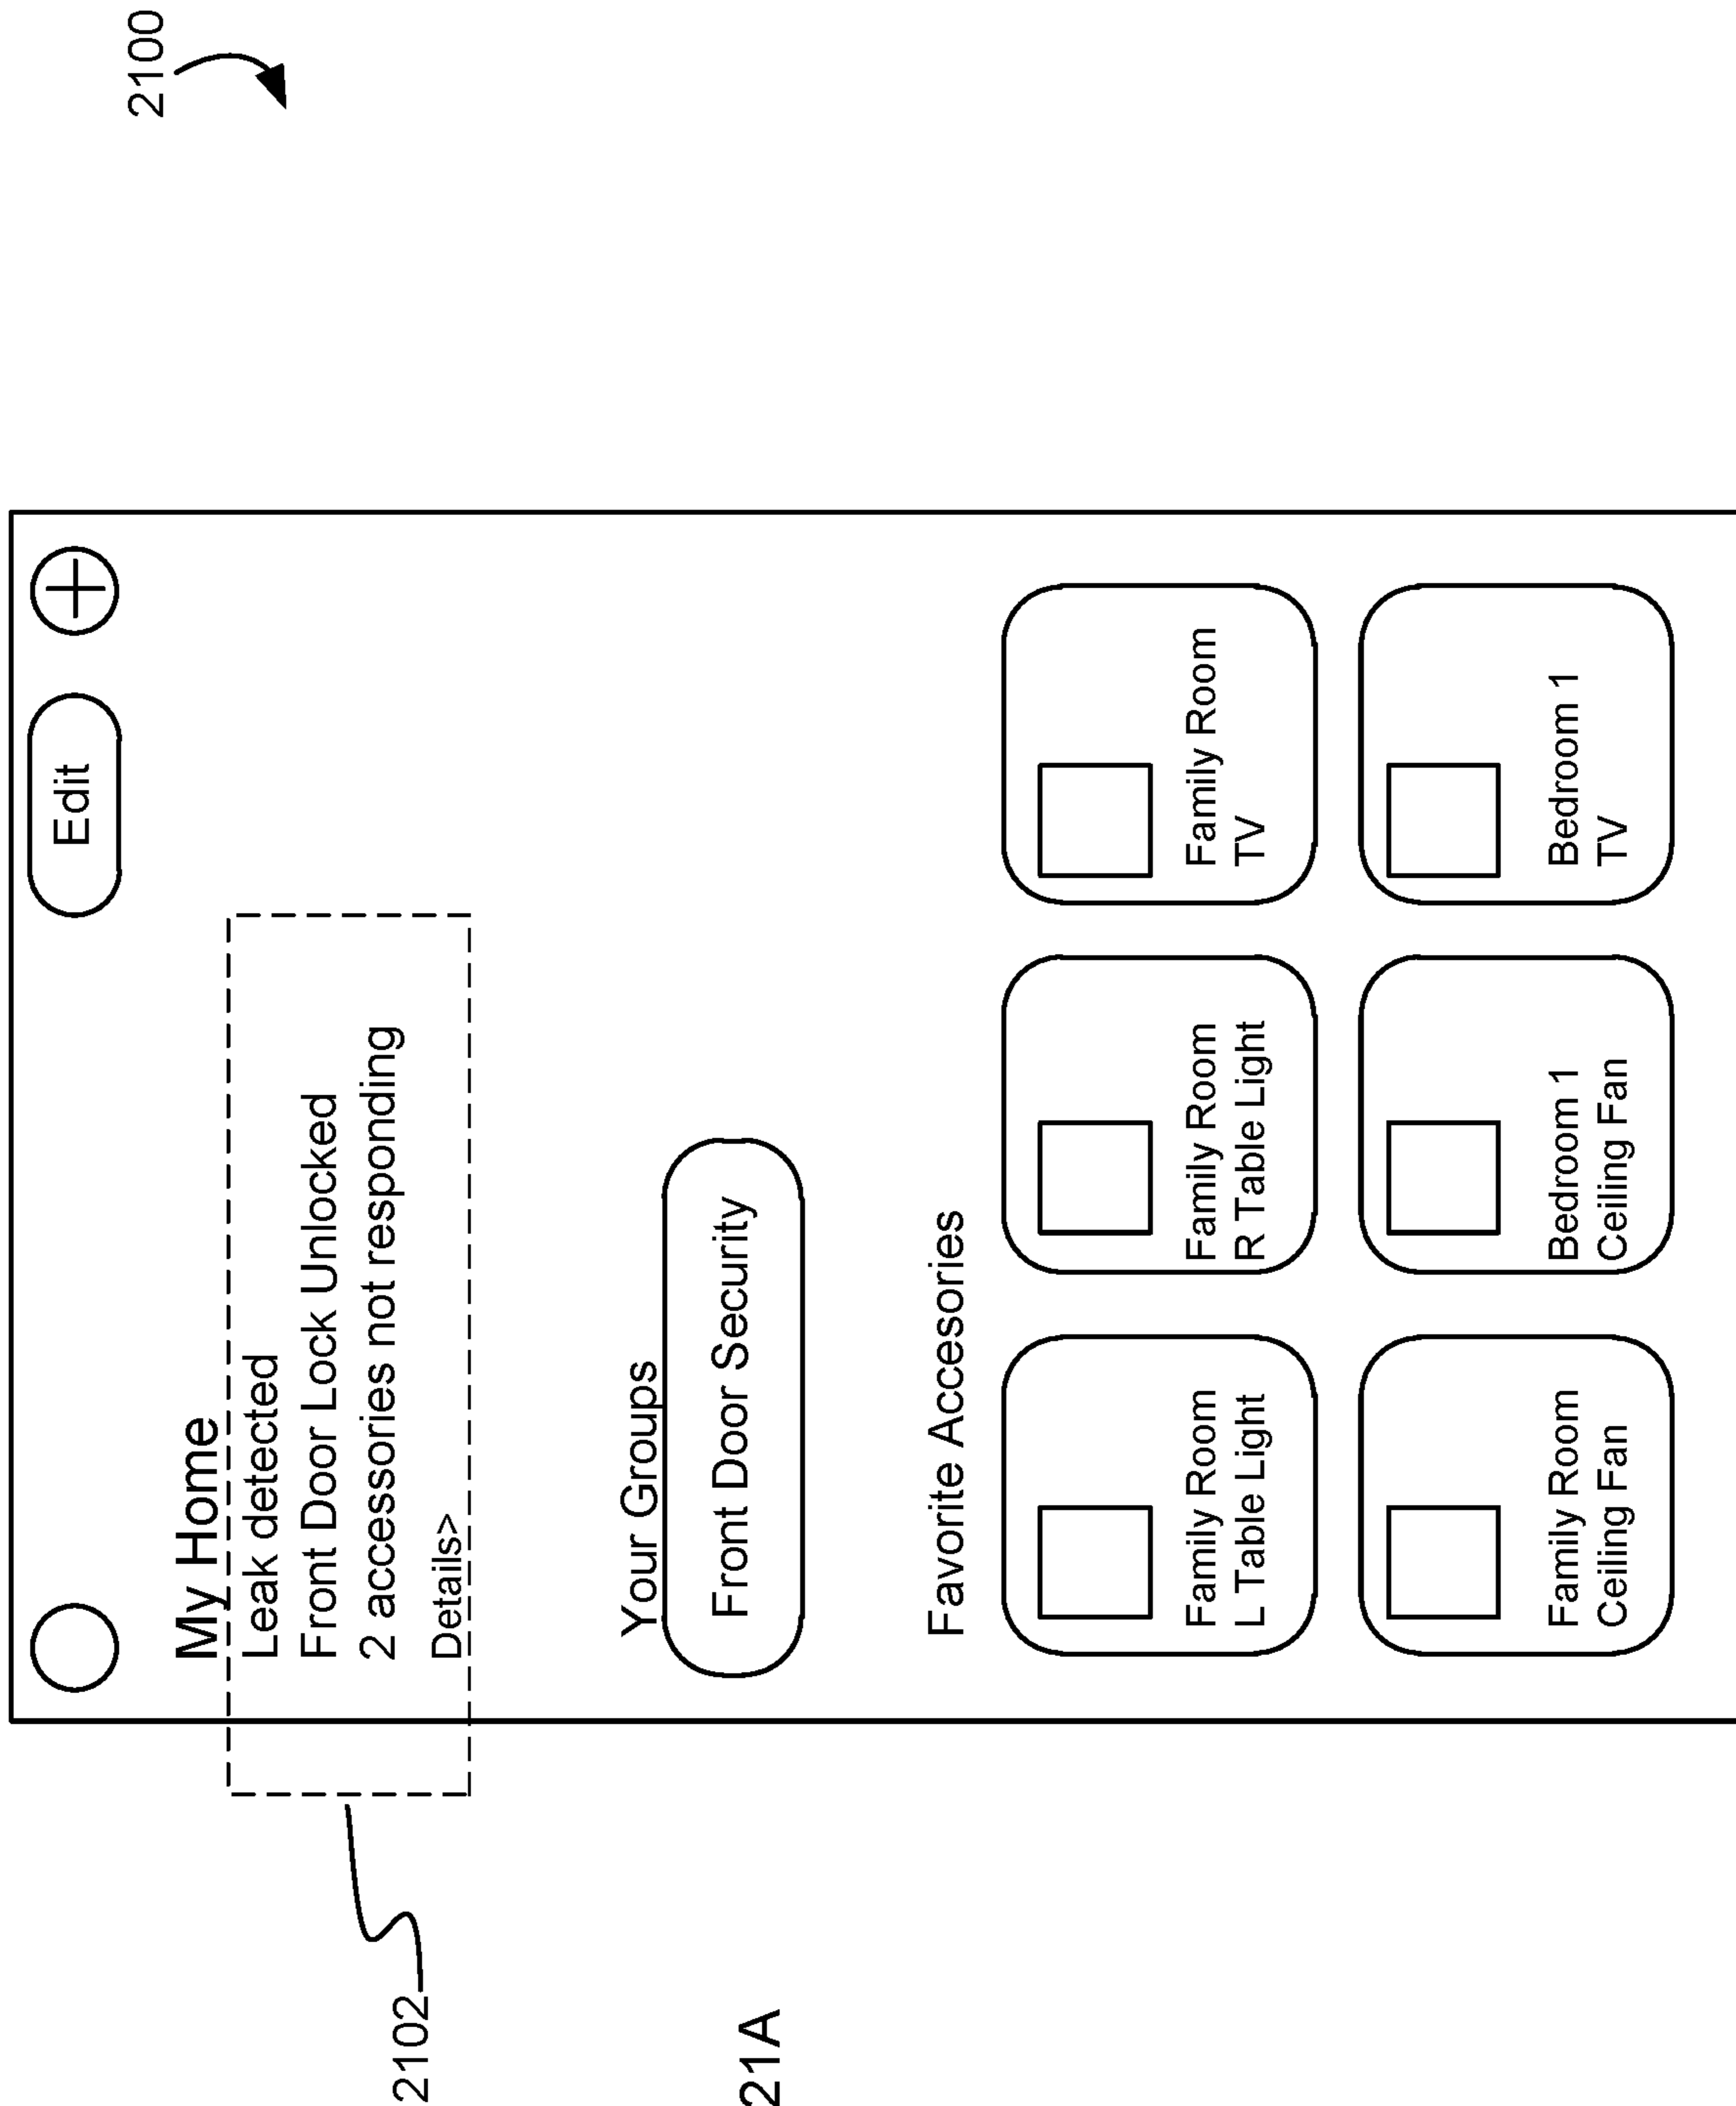 2100
Edit
My Home
Leak detected
Front Door Lock Unlocked
2 accessories not responding
Details>
2102
Your Groups
Front Door Security
21A
Favorite Accessories
Family Room
L Table Light
Family Room
R Table Light
Family Room
TV
Family Room
Ceiling Fan
Bedroom 1
Ceiling Fan
Bedroom 1
TV